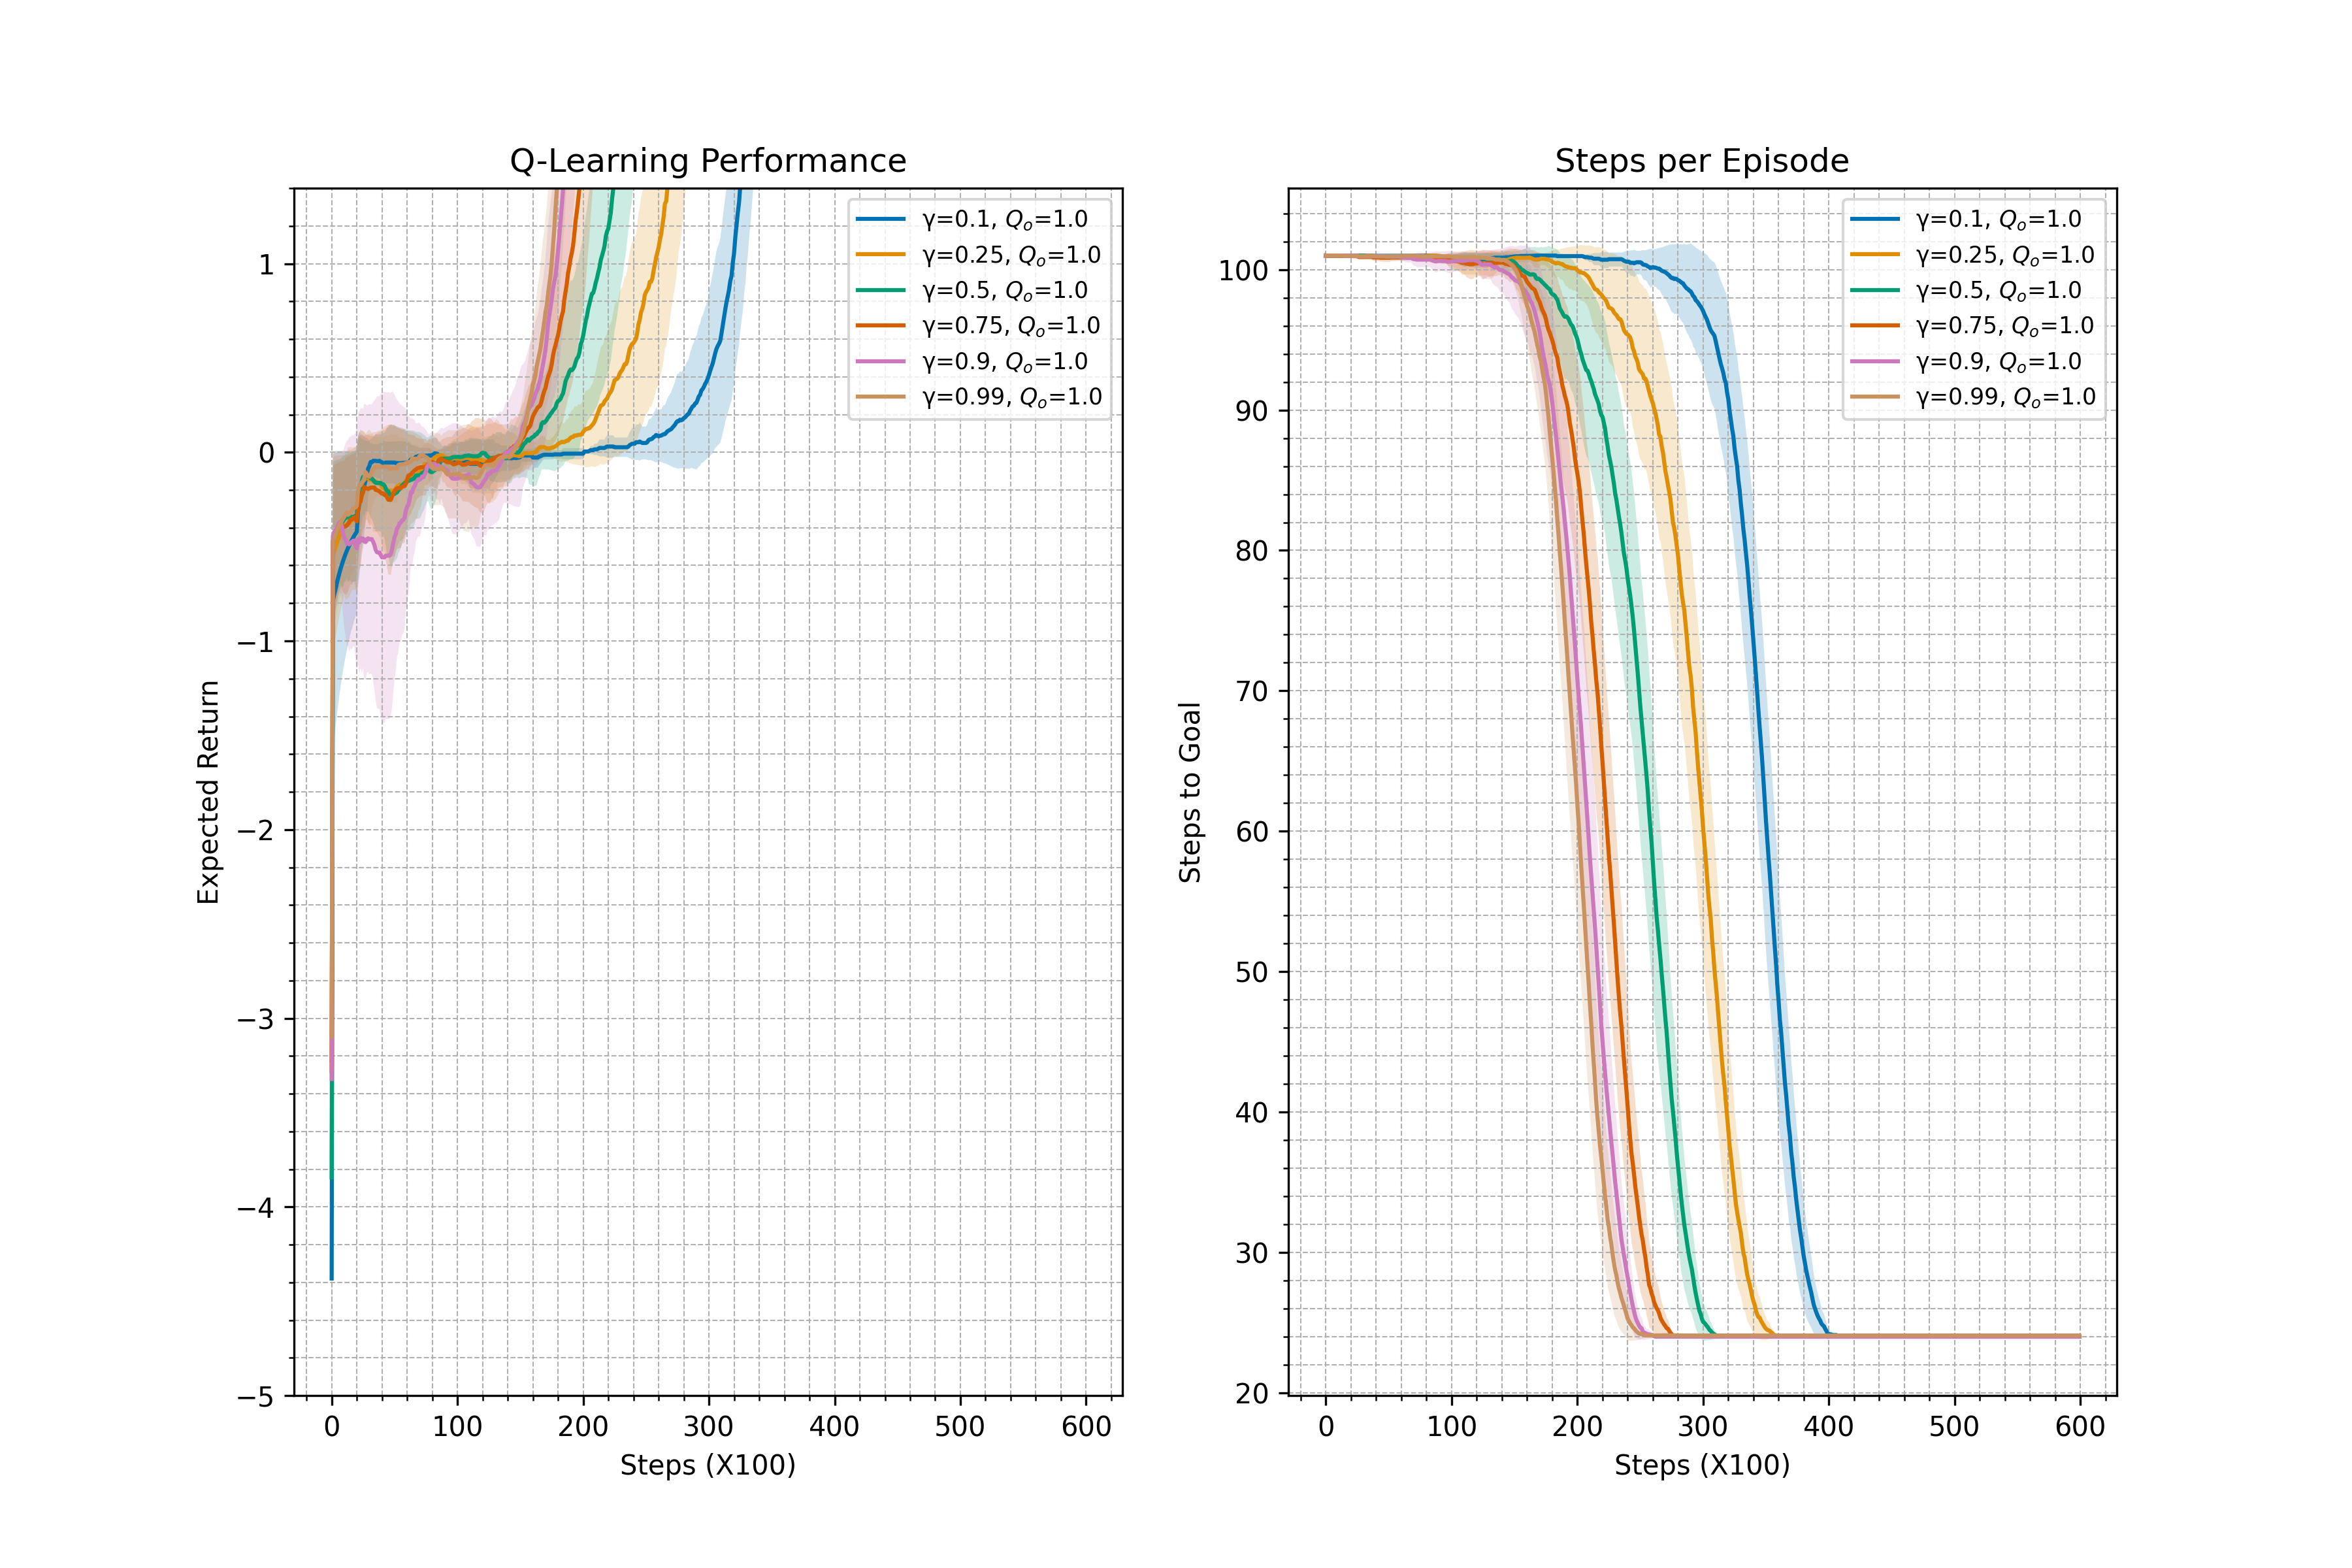 Q-Learning Performance
Expected Return
1
0
−1
−2
−3
−4
−5
0 100 200 300 400 500 600
Steps (X100)
γ=0.1, Qₒ=1.0
γ=0.25, Qₒ=1.0
γ=0.5, Qₒ=1.0
γ=0.75, Qₒ=1.0
γ=0.9, Qₒ=1.0
γ=0.99, Qₒ=1.0
Steps per Episode
Steps to Goal
100
90
80
70
60
50
40
30
20
0 100 200 300 400 500 600
Steps (X100)
γ=0.1, Qₒ=1.0
γ=0.25, Qₒ=1.0
γ=0.5, Qₒ=1.0
γ=0.75, Qₒ=1.0
γ=0.9, Qₒ=1.0
γ=0.99, Qₒ=1.0